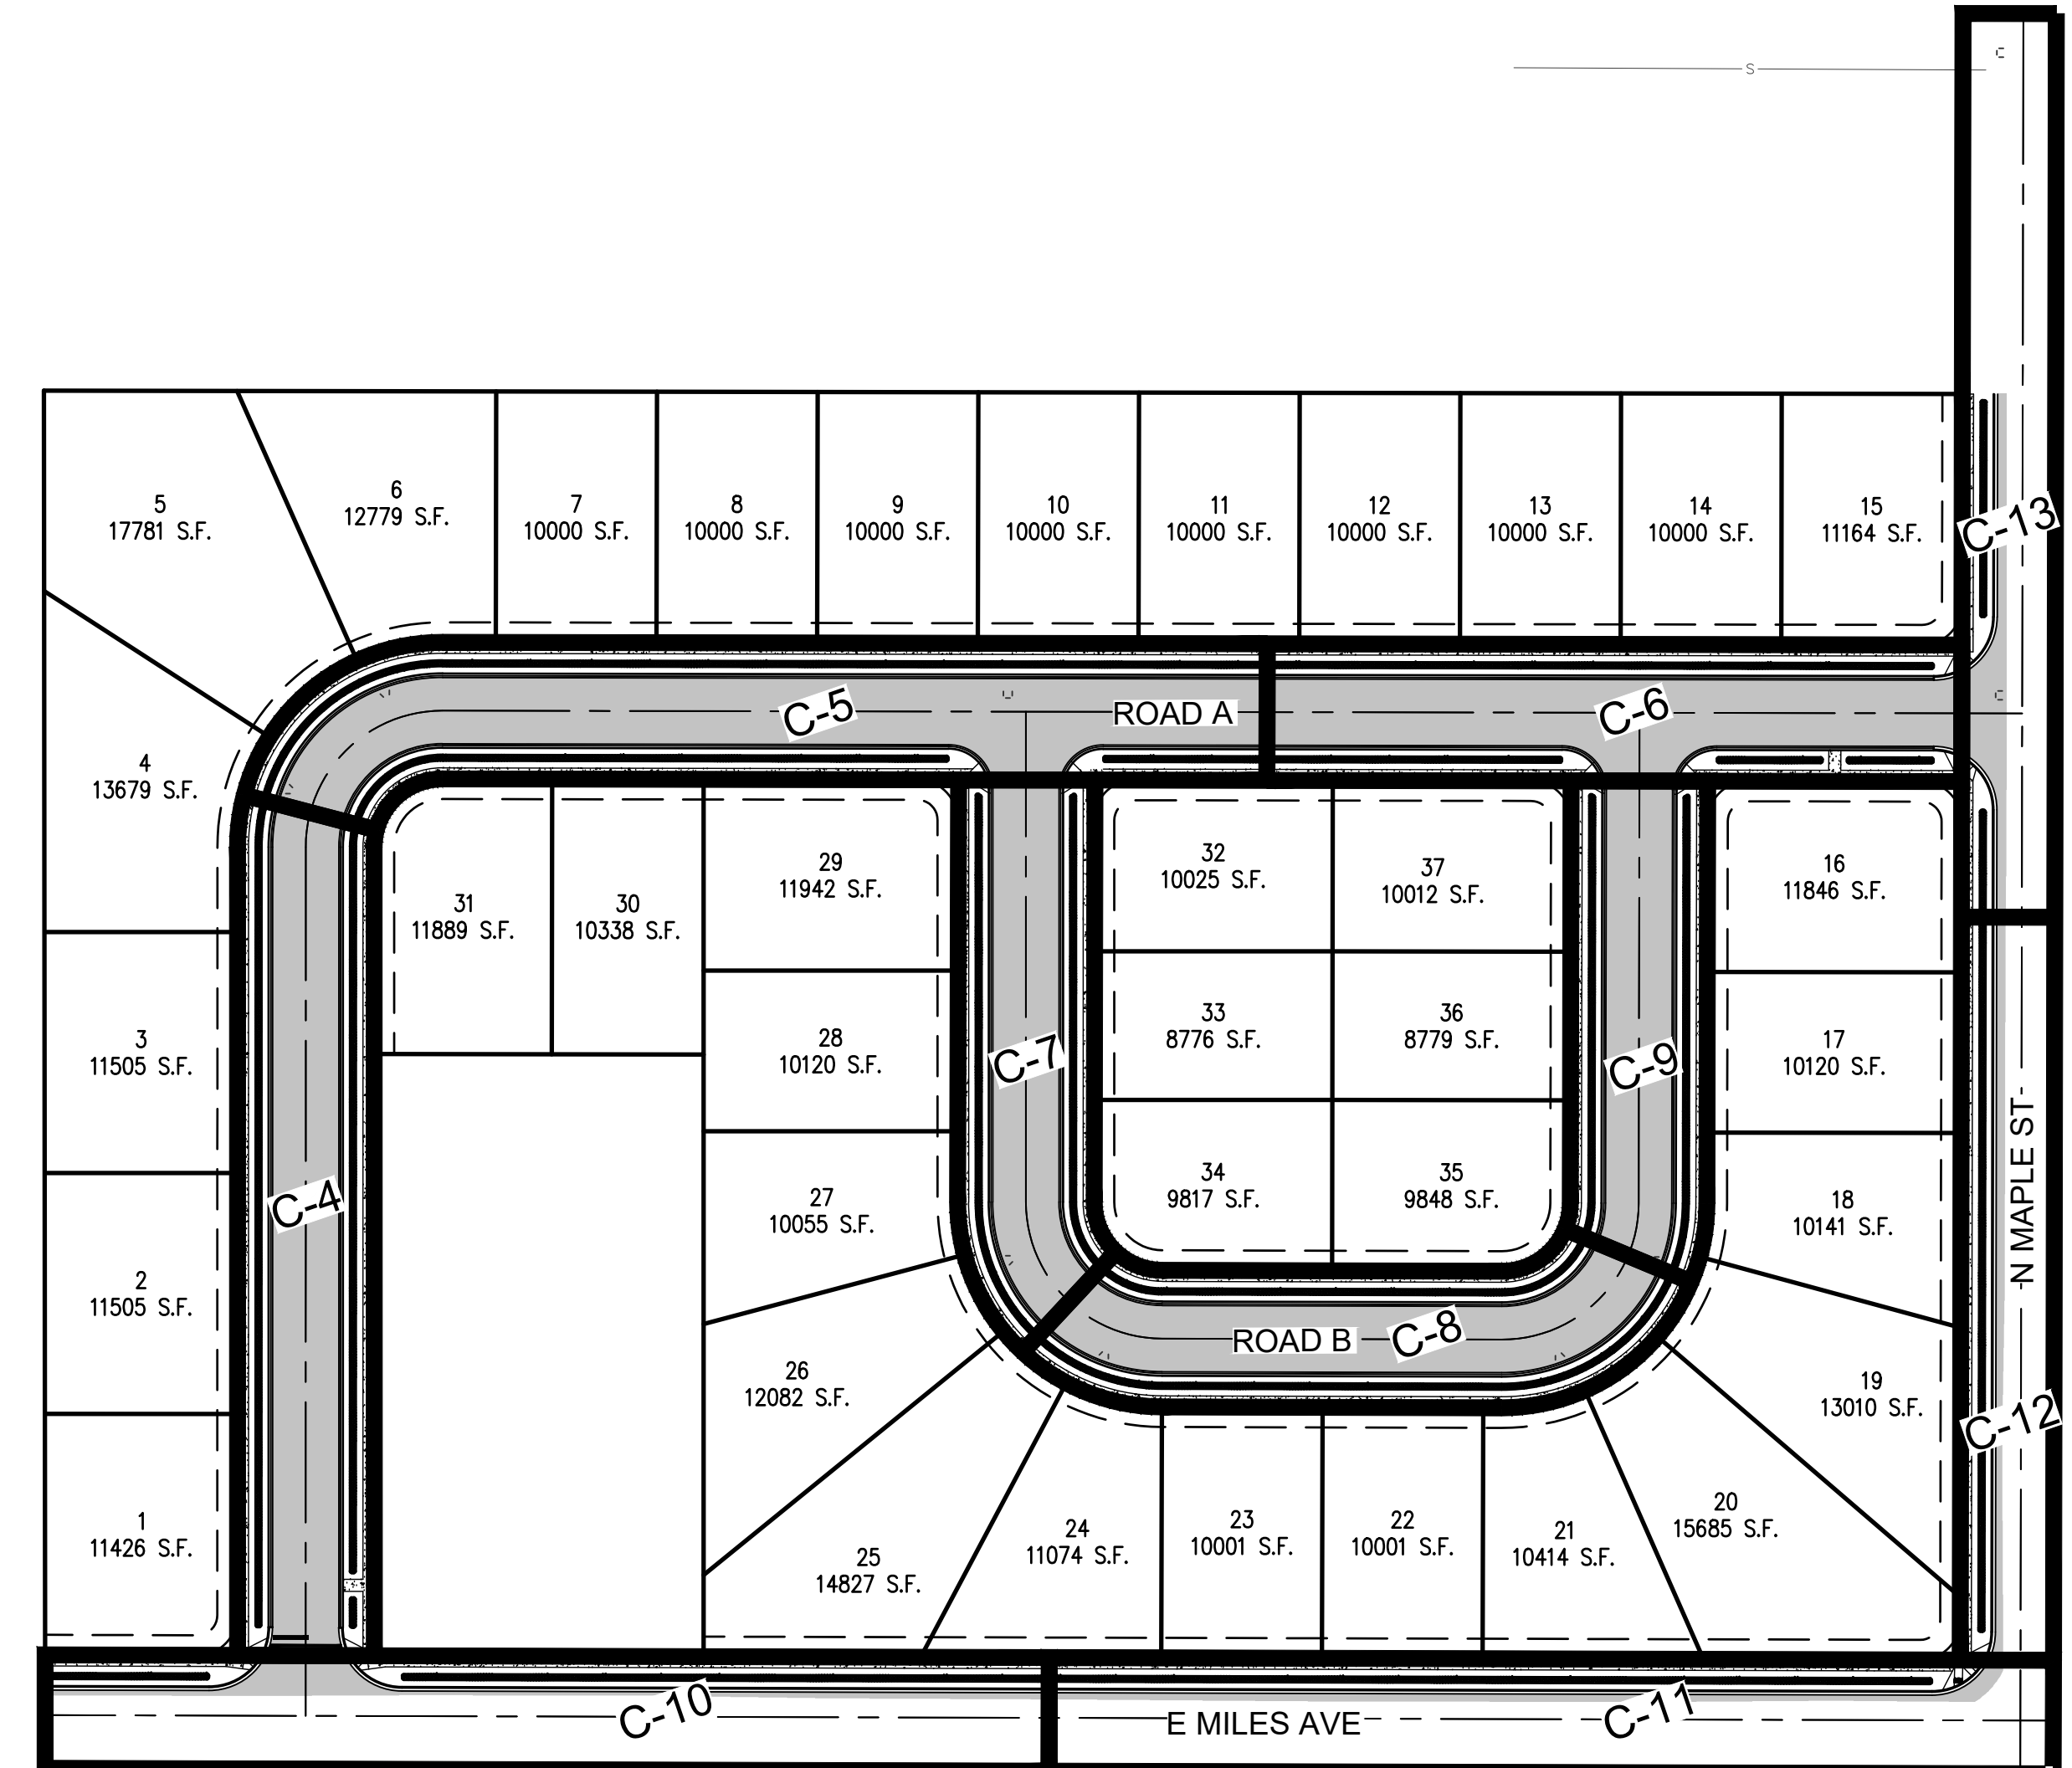 S
5
17781 S.F.
6
12779 S.F.
7
10000 S.F.
8
10000 S.F.
9
10000 S.F.
10
10000 S.F.
11
10000 S.F.
12
10000 S.F.
13
10000 S.F.
14
10000 S.F.
15
11164 S.F.
C-13
C-5
ROAD A
C-6
4
13679 S.F.
31
11889 S.F.
30
10338 S.F.
29
11942 S.F.
32
10025 S.F.
37
10012 S.F.
16
11846 S.F.
3
11505 S.F.
28
10120 S.F.
C-7
33
8776 S.F.
36
8779 S.F.
C-9
17
10120 S.F.
C-4
27
10055 S.F.
34
9817 S.F.
35
9848 S.F.
18
10141 S.F.
N MAPLE ST
2
11505 S.F.
26
12082 S.F.
ROAD B
C-8
19
13010 S.F.
C-12
1
11426 S.F.
25
14827 S.F.
24
11074 S.F.
23
10001 S.F.
22
10001 S.F.
21
10414 S.F.
20
15685 S.F.
C-10
E MILES AVE
C-11